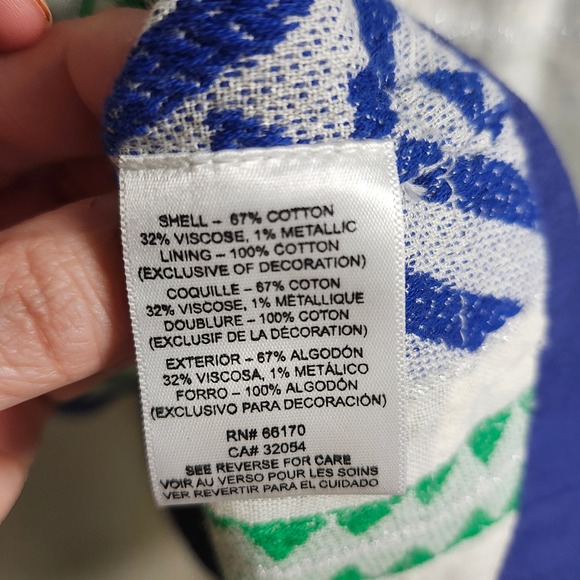 SHELL – 67% COTTON
32% VISCOSE, 1% METALLIC
LINING – 100% COTTON
(EXCLUSIVE OF DECORATION)
COQUILLE – 67% COTON
32% VISCOSE, 1% MÉTALLIQUE
DOUBLURE – 100% COTON
(EXCLUSIF DE LA DÉCORATION)
EXTERIOR – 67% ALGODÓN
32% VISCOSA, 1% METÁLICO
FORRO – 100% ALGODÓN
(EXCLUSIVO PARA DECORACIÓN)
RN# 66170
CA# 32054
SEE REVERSE FOR CARE
VOIR AU VERSO POUR LES SOINS
VER REVERTIR PARA EL CUIDADO